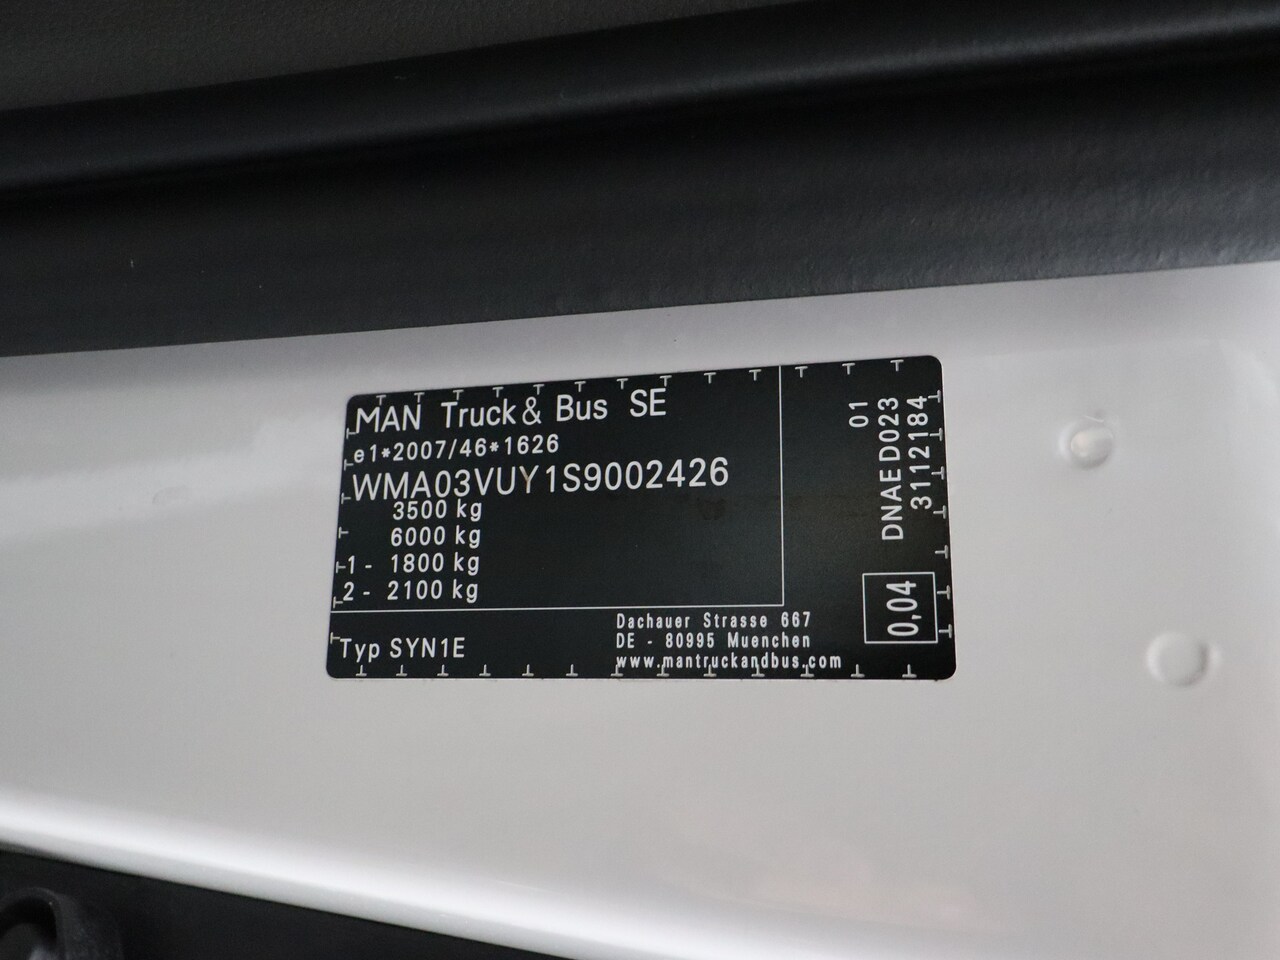 MAN Truck & Bus SE
e1*2007/46*1626
WMA03VUY1S9002426
3500 kg
6000 kg
1 - 1800 kg
2 - 2100 kg
Typ SYN1E
Dachauer Strasse 667
DE - 80995 Muenchen
www.mantruckandbus.com
01
DNAE D023
3112184
0,04